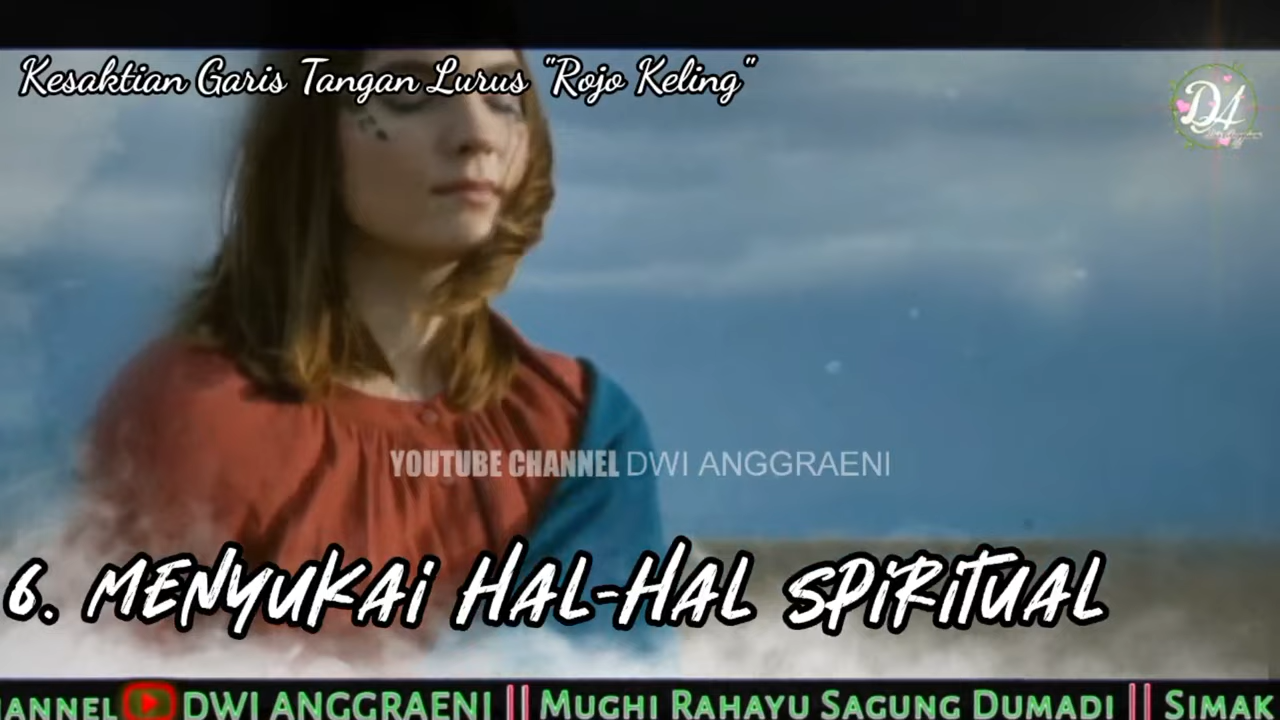 Kesaktian Garis Tangan Lurus "Rojo Keling"
DA
YOUTUBE CHANNEL DWI ANGGRAENI
6. MENYUKAI HAL-HAL SPIRITUAL
HANNEL DWI ANGGRAENI || MUGHI RAHAYU SAGUNG DUMADI || SIMAK